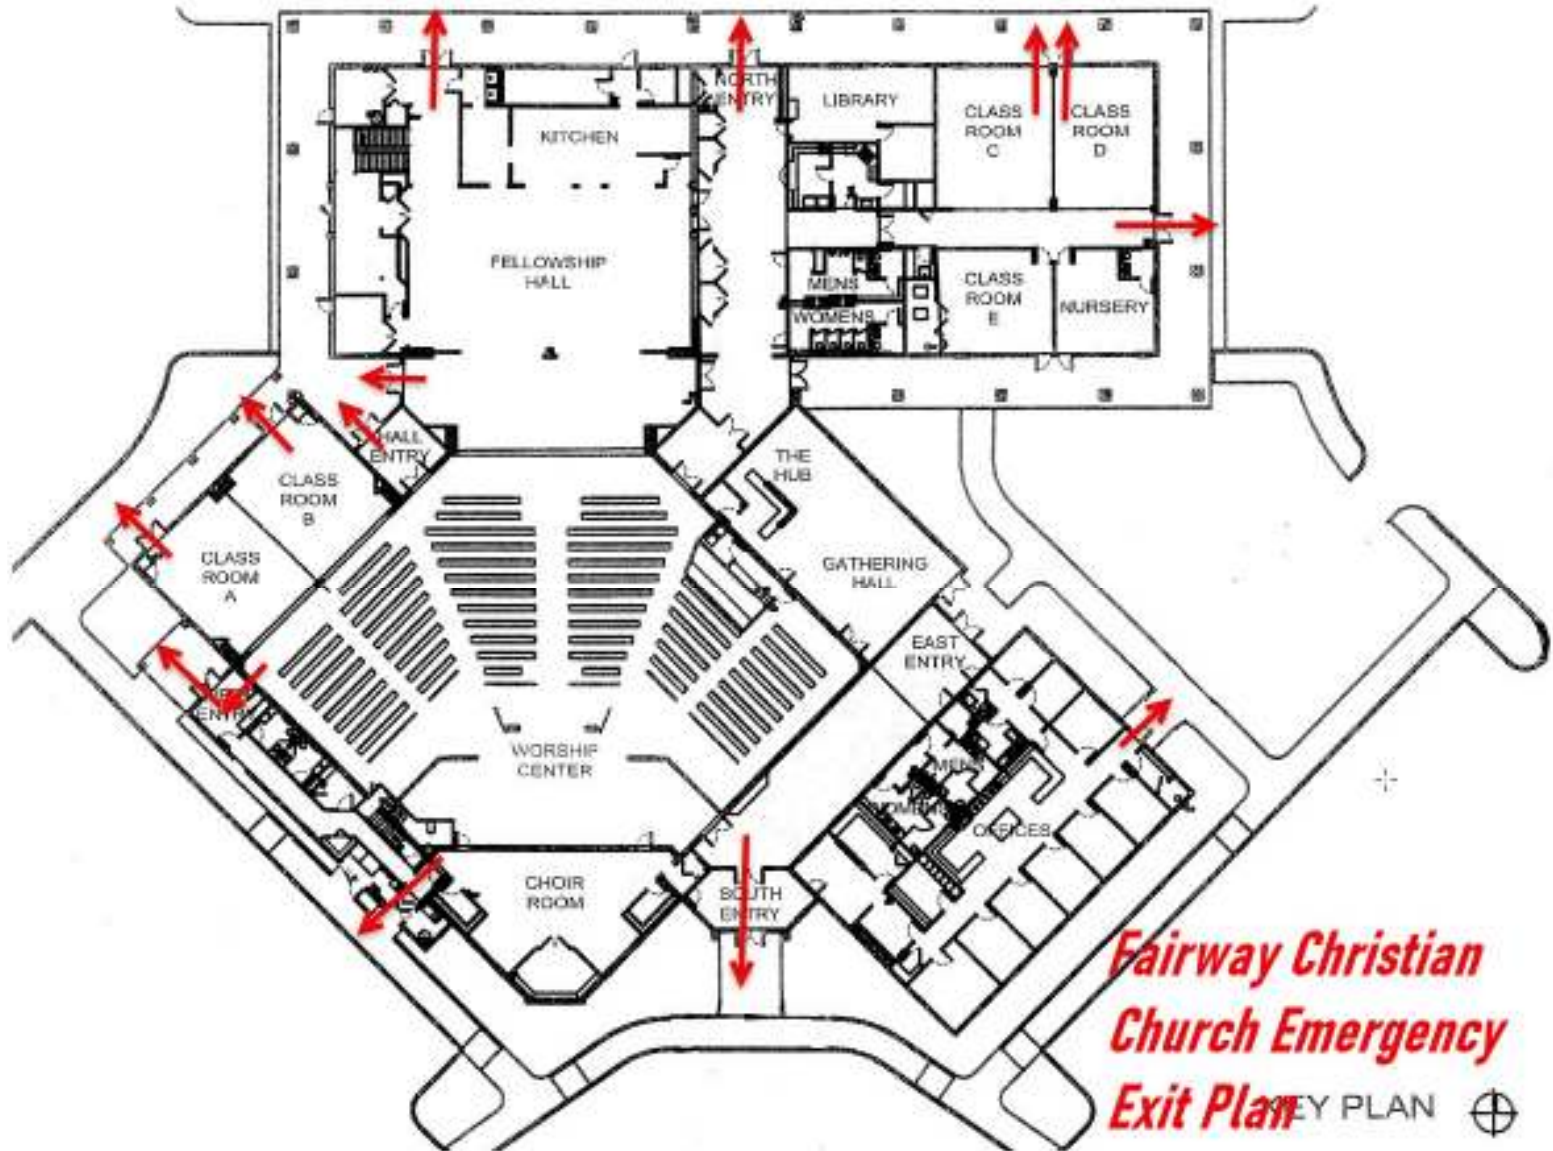 NORTH
ENTRY
LIBRARY
CLASS
ROOM
C
CLASS
ROOM
D
KITCHEN
FELLOWSHIP
HALL
MENS
WOMENS
CLASS
ROOM
E
NURSERY
HALL
ENTRY
THE
HUB
CLASS
ROOM
B
CLASS
ROOM
A
GATHERING
HALL
EAST
ENTRY
ENTRY
WORSHIP
CENTER
MENS
WOMENS
OFFICES
CHOIR
ROOM
SOUTH
ENTRY
Fairway Christian
Church Emergency
Exit Plan
KEY PLAN